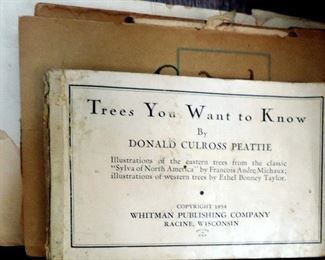 Trees You Want to Know
By
DONALD CULROSS PEATTIE
Illustrations of the eastern trees from the classic
"Sylva of North America" by Francois Andre Michaux;
illustrations of western trees by Ethel Bonney Taylor.
COPYRIGHT 1934
WHITMAN PUBLISHING COMPANY
RACINE, WISCONSIN